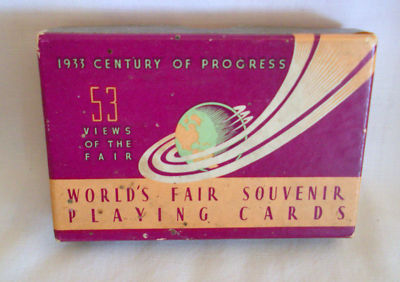 1933 CENTURY OF PROGRESS
53
VIEWS
OF THE
FAIR
WORLD'S FAIR SOUVENIR
PLAYING CARDS